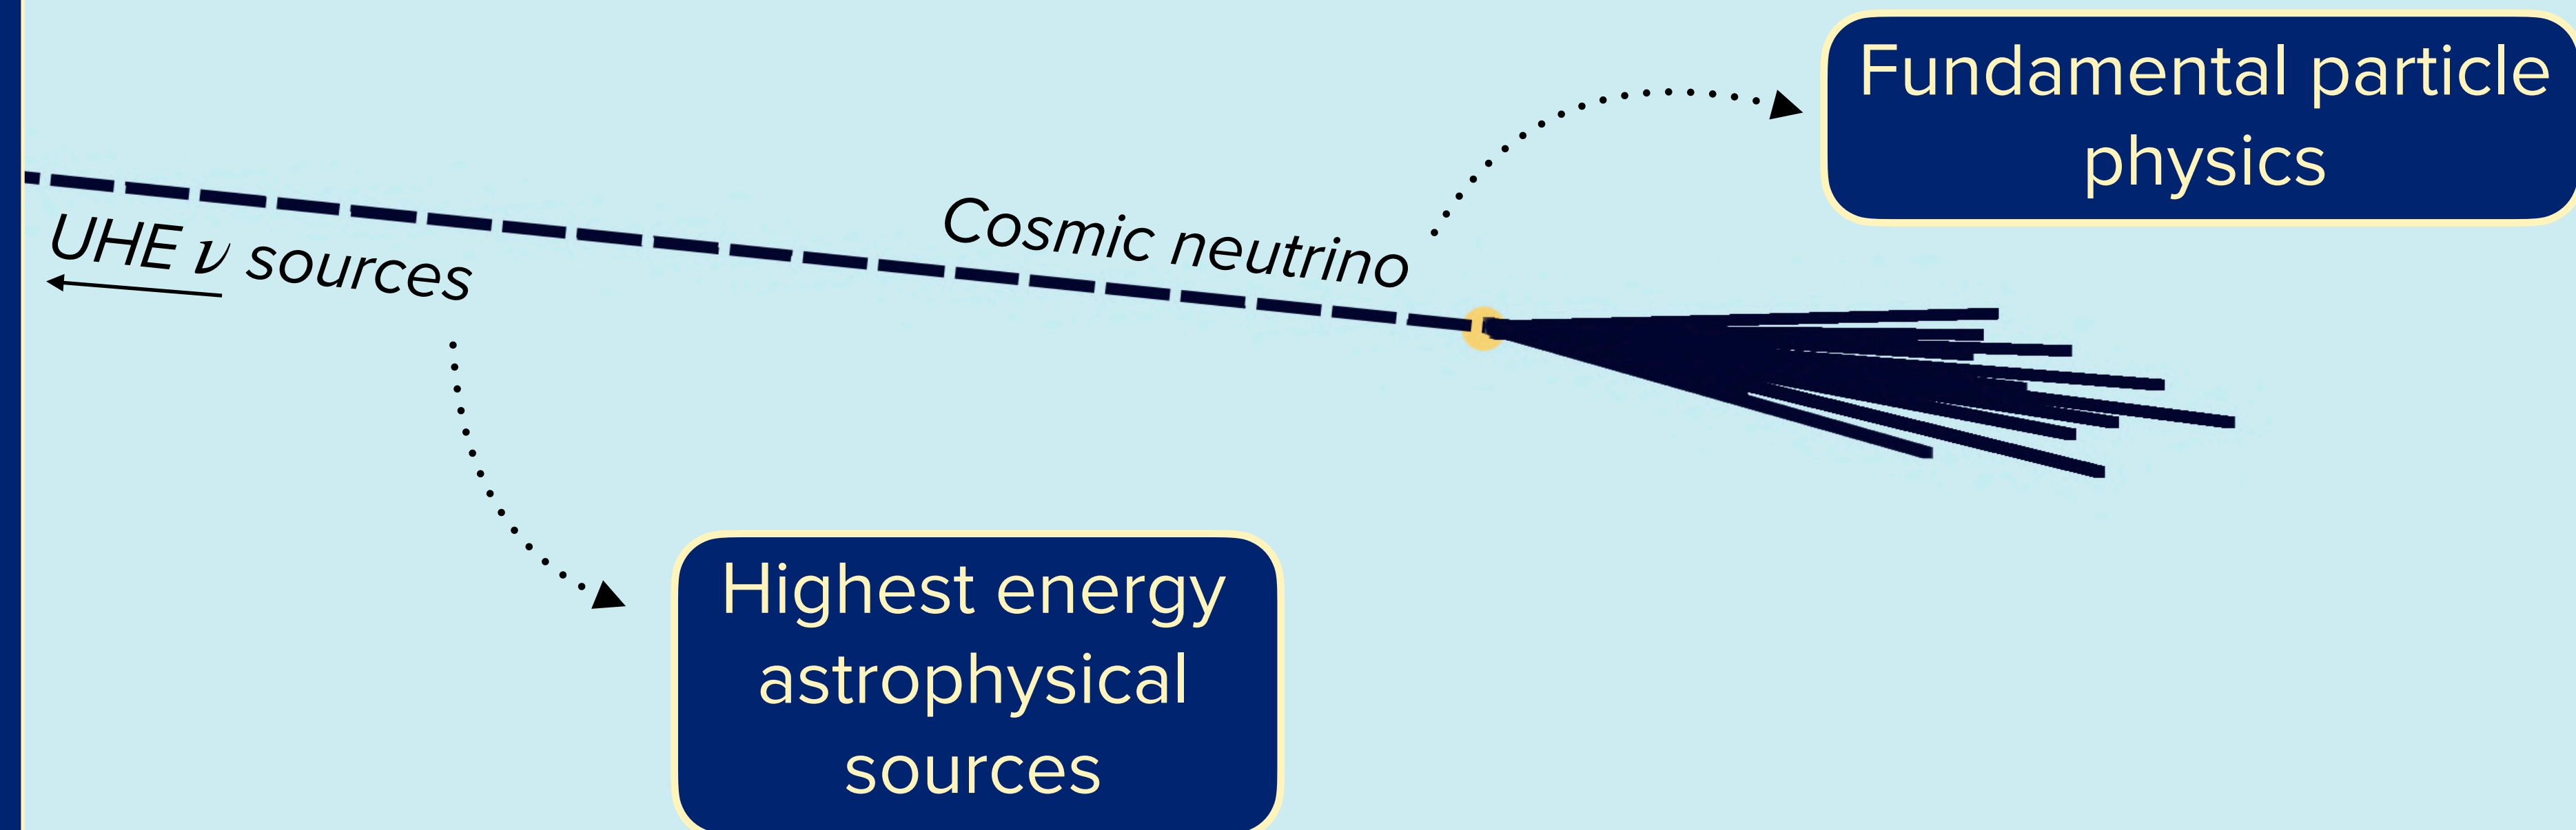 Fundamental particle
physics
Cosmic neutrino
UHE ν sources
Highest energy
astrophysical
sources